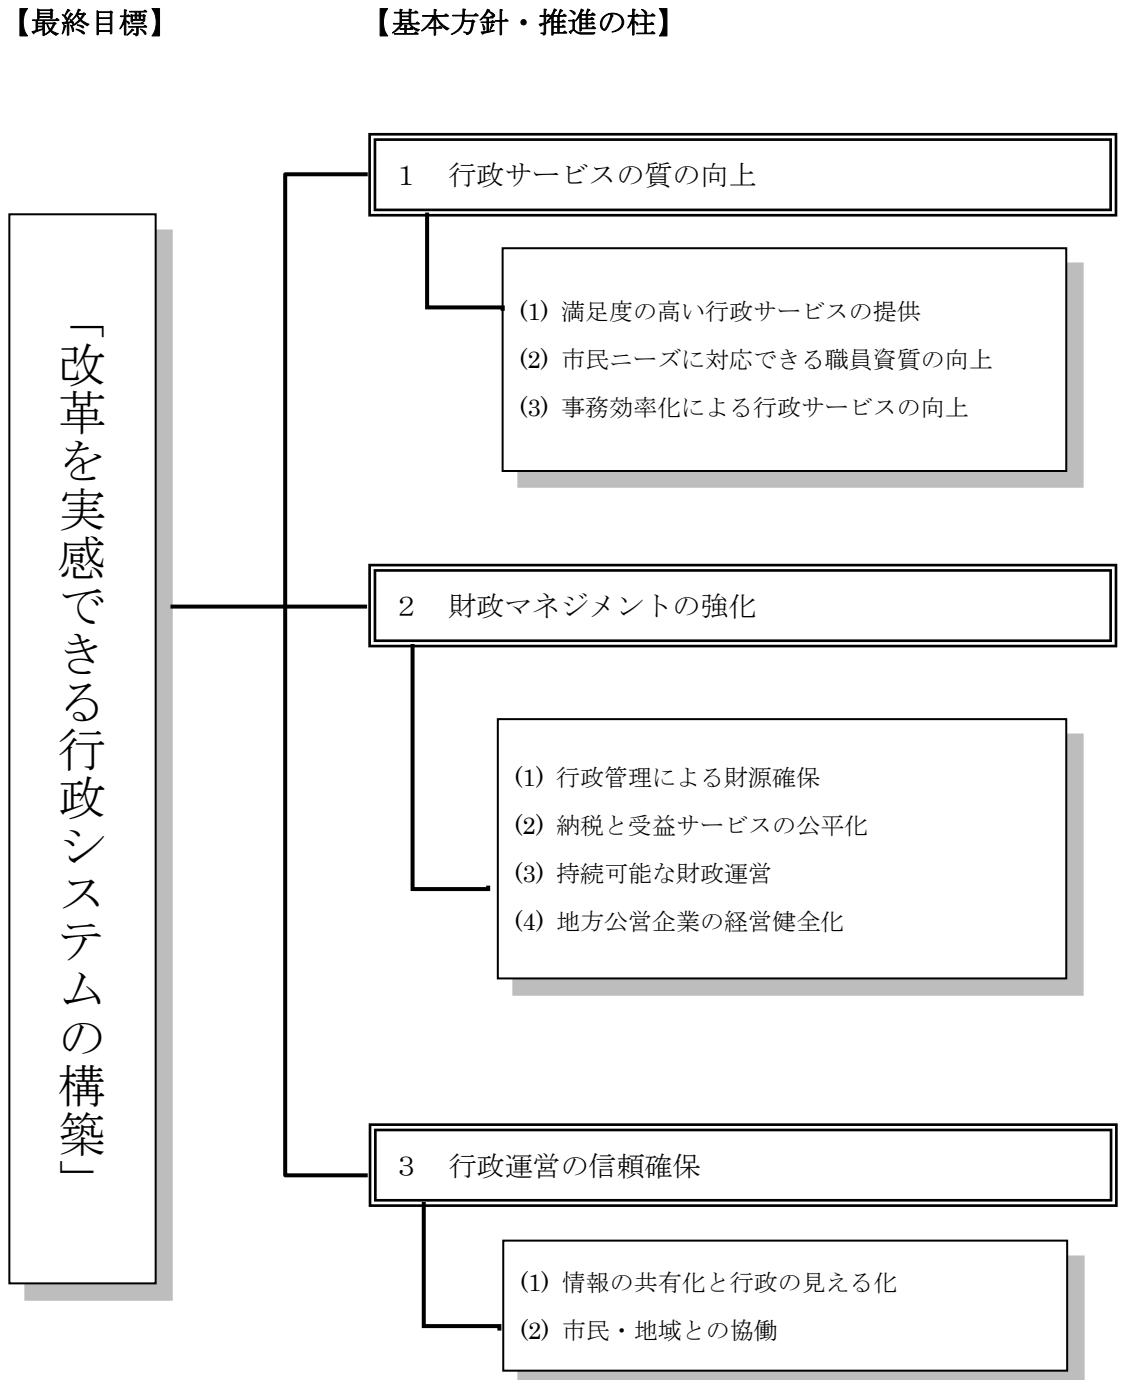 【最終目標】
【基本方針・推進の柱】
「改革を実感できる行政システムの構築」
１　行政サービスの質の向上
(1) 満足度の高い行政サービスの提供
(2) 市民ニーズに対応できる職員資質の向上
(3) 事務効率化による行政サービスの向上
２　財政マネジメントの強化
(1) 行政管理による財源確保
(2) 納税と受益サービスの公平化
(3) 持続可能な財政運営
(4) 地方公営企業の経営健全化
３　行政運営の信頼確保
(1) 情報の共有化と行政の見える化
(2) 市民・地域との協働